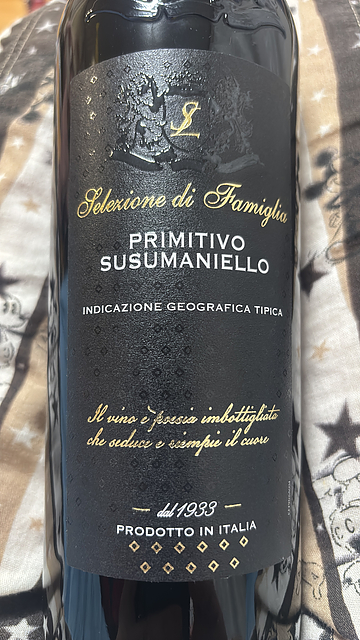 SL
Selezione di Famiglia
PRIMITIVO
SUSUMANIELLO
INDICAZIONE GEOGRAFICA TIPICA
Il vino è poesia imbottigliata
che seduce e riempie il cuore
dal 1933
PRODOTTO IN ITALIA